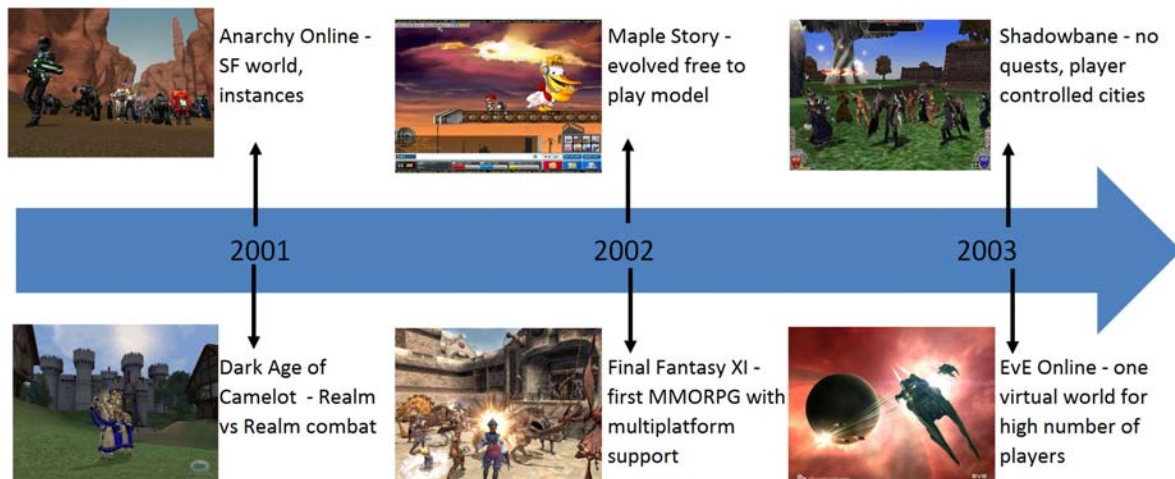 Anarchy Online -
SF world,
instances
Maple Story -
evolved free to
play model
Shadowbane - no
quests, player
controlled cities
2001
2002
2003
Dark Age of
Camelot  - Realm
vs Realm combat
Final Fantasy XI -
first MMORPG with
multiplatform
support
EvE Online - one
virtual world for
high number of
players